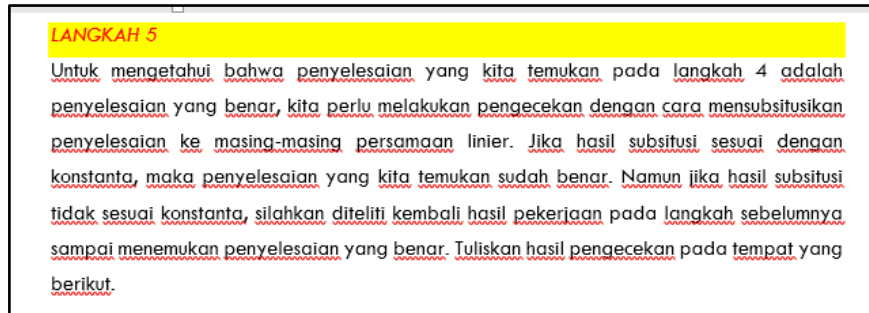 LANGKAH 5
Untuk mengetahui bahwa penyelesaian yang kita temukan pada langkah 4 adalah
penyelesaian yang benar, kita perlu melakukan pengecekan dengan cara mensubsitusikan
penyelesaian ke masing-masing persamaan linier. Jika hasil subsitusi sesuai dengan
konstanta, maka penyelesaian yang kita temukan sudah benar. Namun jika hasil subsitusi
tidak sesuai konstanta, silahkan diteliti kembali hasil pekerjaan pada langkah sebelumnya
sampai menemukan penyelesaian yang benar. Tuliskan hasil pengecekan pada tempat yang
berikut.